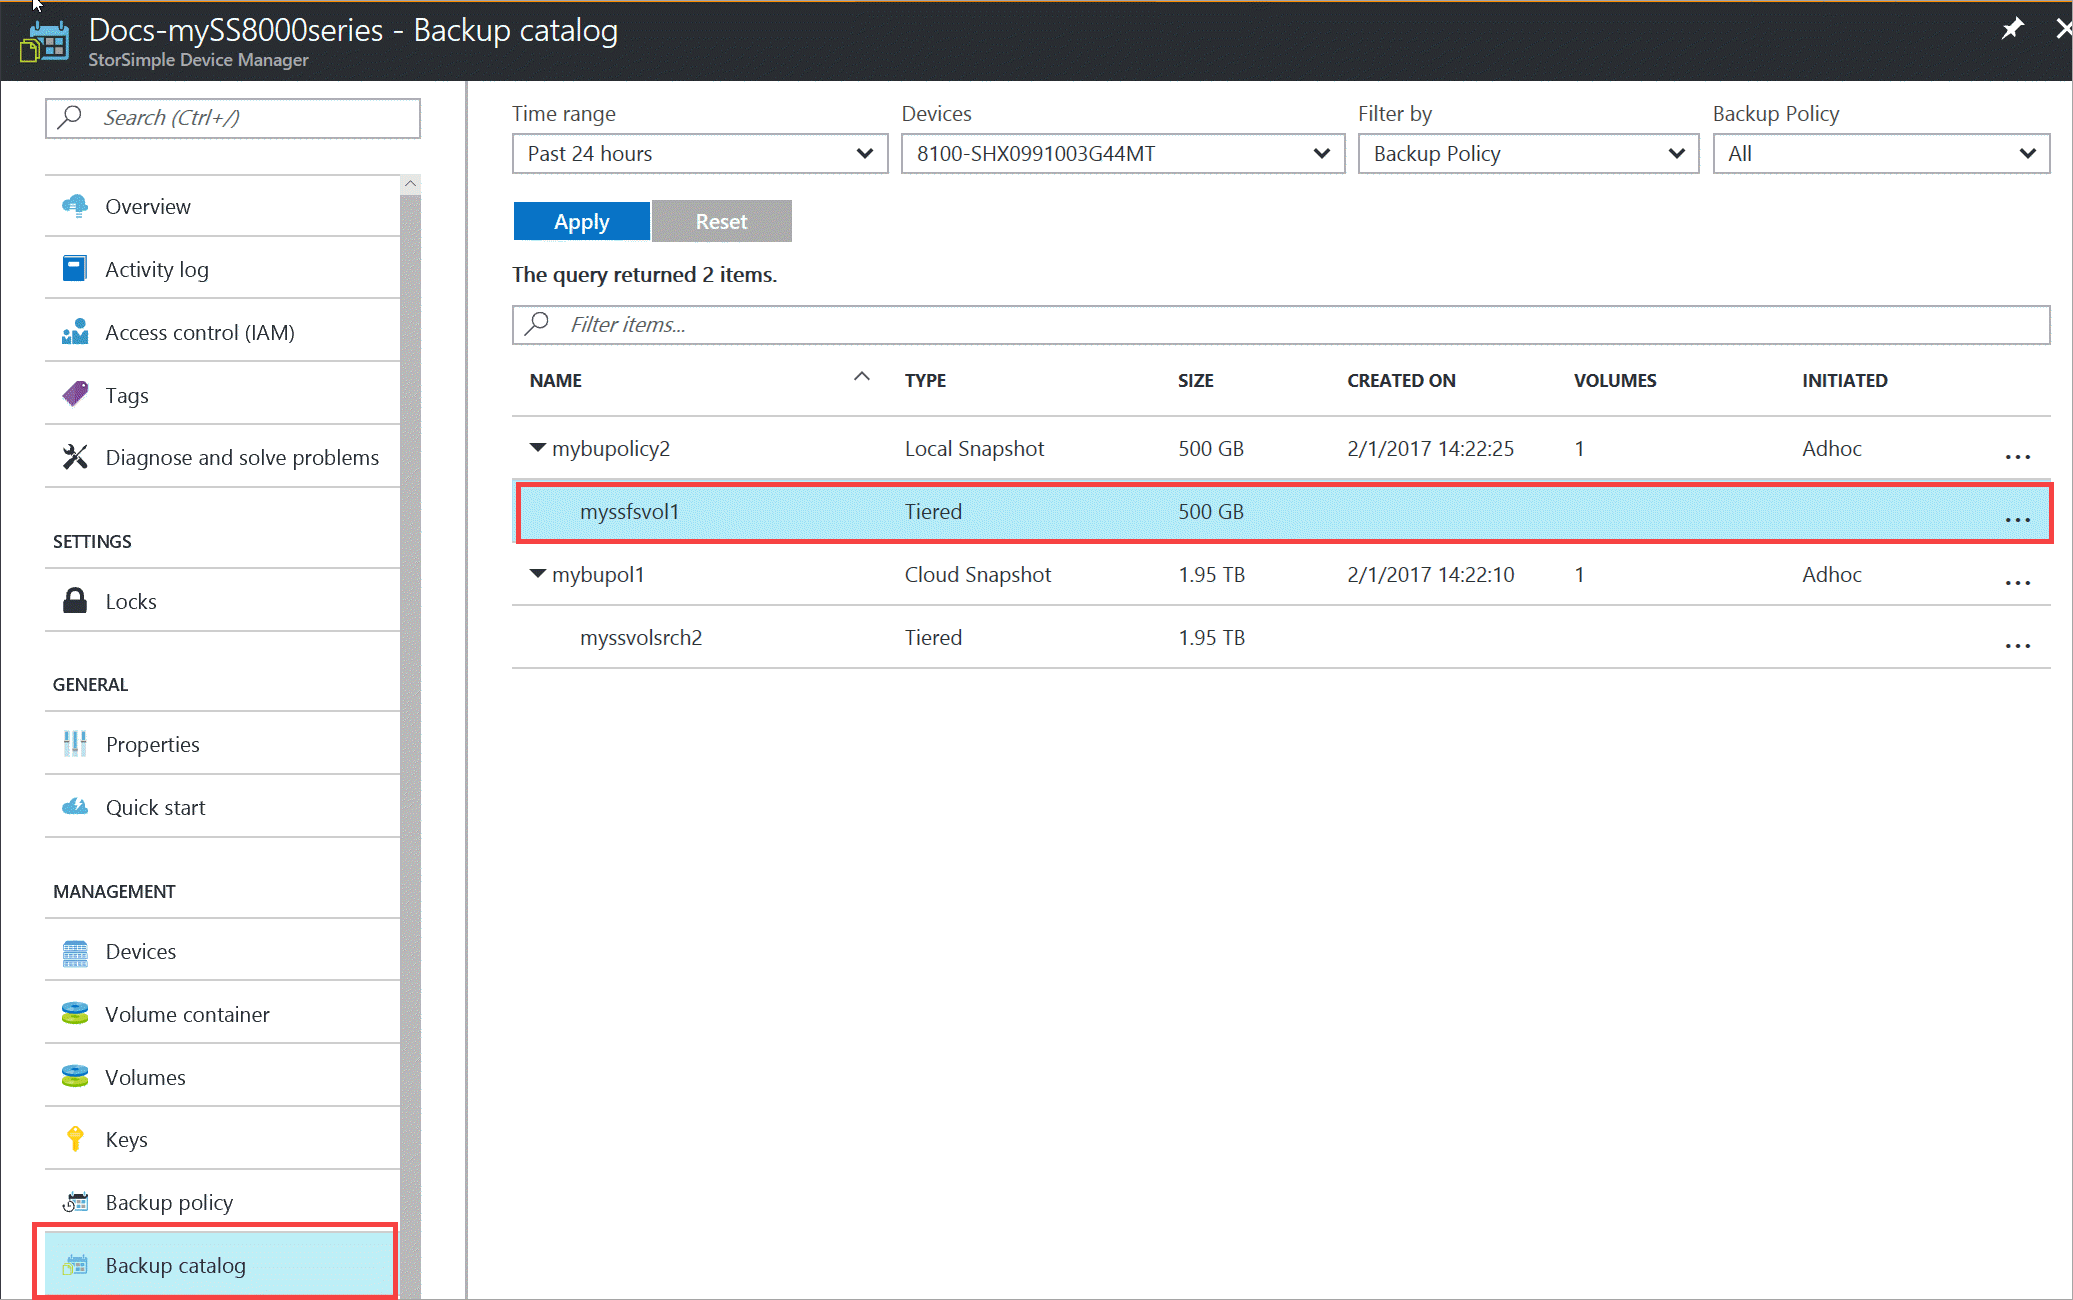 Docs-mySS8000series - Backup catalog
StorSimple Device Manager
Search (Ctrl+/)
Overview
Activity log
Access control (IAM)
Tags
Diagnose and solve problems
SETTINGS
Locks
GENERAL
Properties
Quick start
MANAGEMENT
Devices
Volume container
Volumes
Keys
Backup policy
Backup catalog
Time range Devices Filter by Backup Policy
Past 24 hours 8100-SHX0991003G44MT Backup Policy All
Apply Reset
The query returned 2 items.
Filter items...
NAME TYPE SIZE CREATED ON VOLUMES INITIATED
mybupolicy2 Local Snapshot 500 GB 2/1/2017 14:22:25 1 Adhoc ...
myssfsvol1 Tiered 500 GB ...
mybupol1 Cloud Snapshot 1.95 TB 2/1/2017 14:22:10 1 Adhoc ...
myssvolsrch2 Tiered 1.95 TB ...